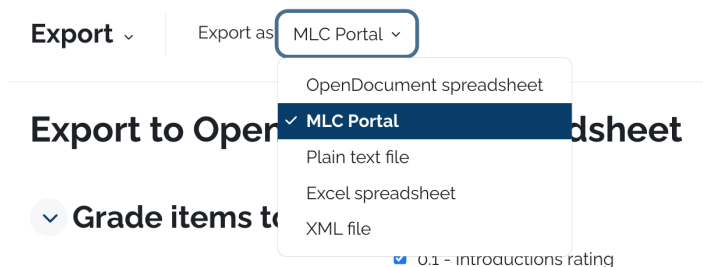 Export
Export as MLC Portal
OpenDocument spreadsheet
MLC Portal
Export to Oper dsheet
Plain text file
Excel spreadsheet
Grade items to
XML file
0.1 - Introductions rating